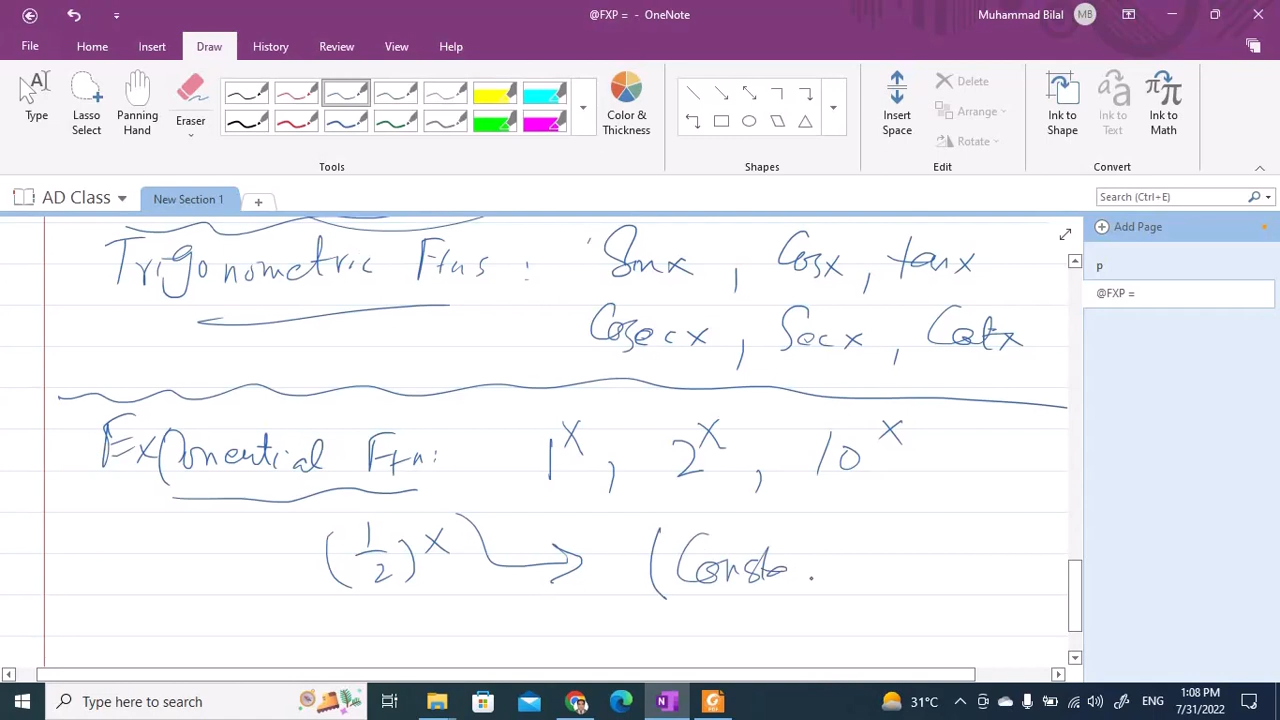 @FXP = - OneNote
Muhammad Bilal MB
File Home Insert Draw History Review View Help
Type
Lasso Select
Panning Hand
Eraser
Color & Thickness
Insert Space
Delete
Arrange
Rotate
Ink to Shape
Ink to Text
Ink to Math
Tools Shapes Edit Convert
AD Class New Section 1 + Search (Ctrl+E)
Add Page
p
@FXP =
Trigonometric Ftns : Sinx , Cosx , tanx
Cosecx , Secx , Cotx
Exponential Ftn: 1^x , 2^x , 10^x
(1/2)^x → (Consta
Type here to search
31°C ENG 1:08 PM 7/31/2022